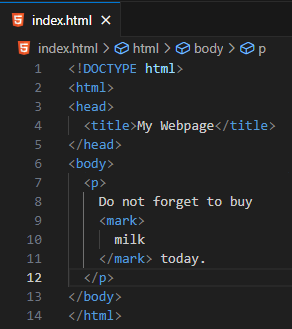 index.html
index.html > html > body > p
1 <!DOCTYPE html>
2 <html>
3 <head>
4 <title>My Webpage</title>
5 </head>
6 <body>
7 <p>
8 Do not forget to buy
9 <mark>
10 milk
11 </mark> today.
12 </p>
13 </body>
14 </html>